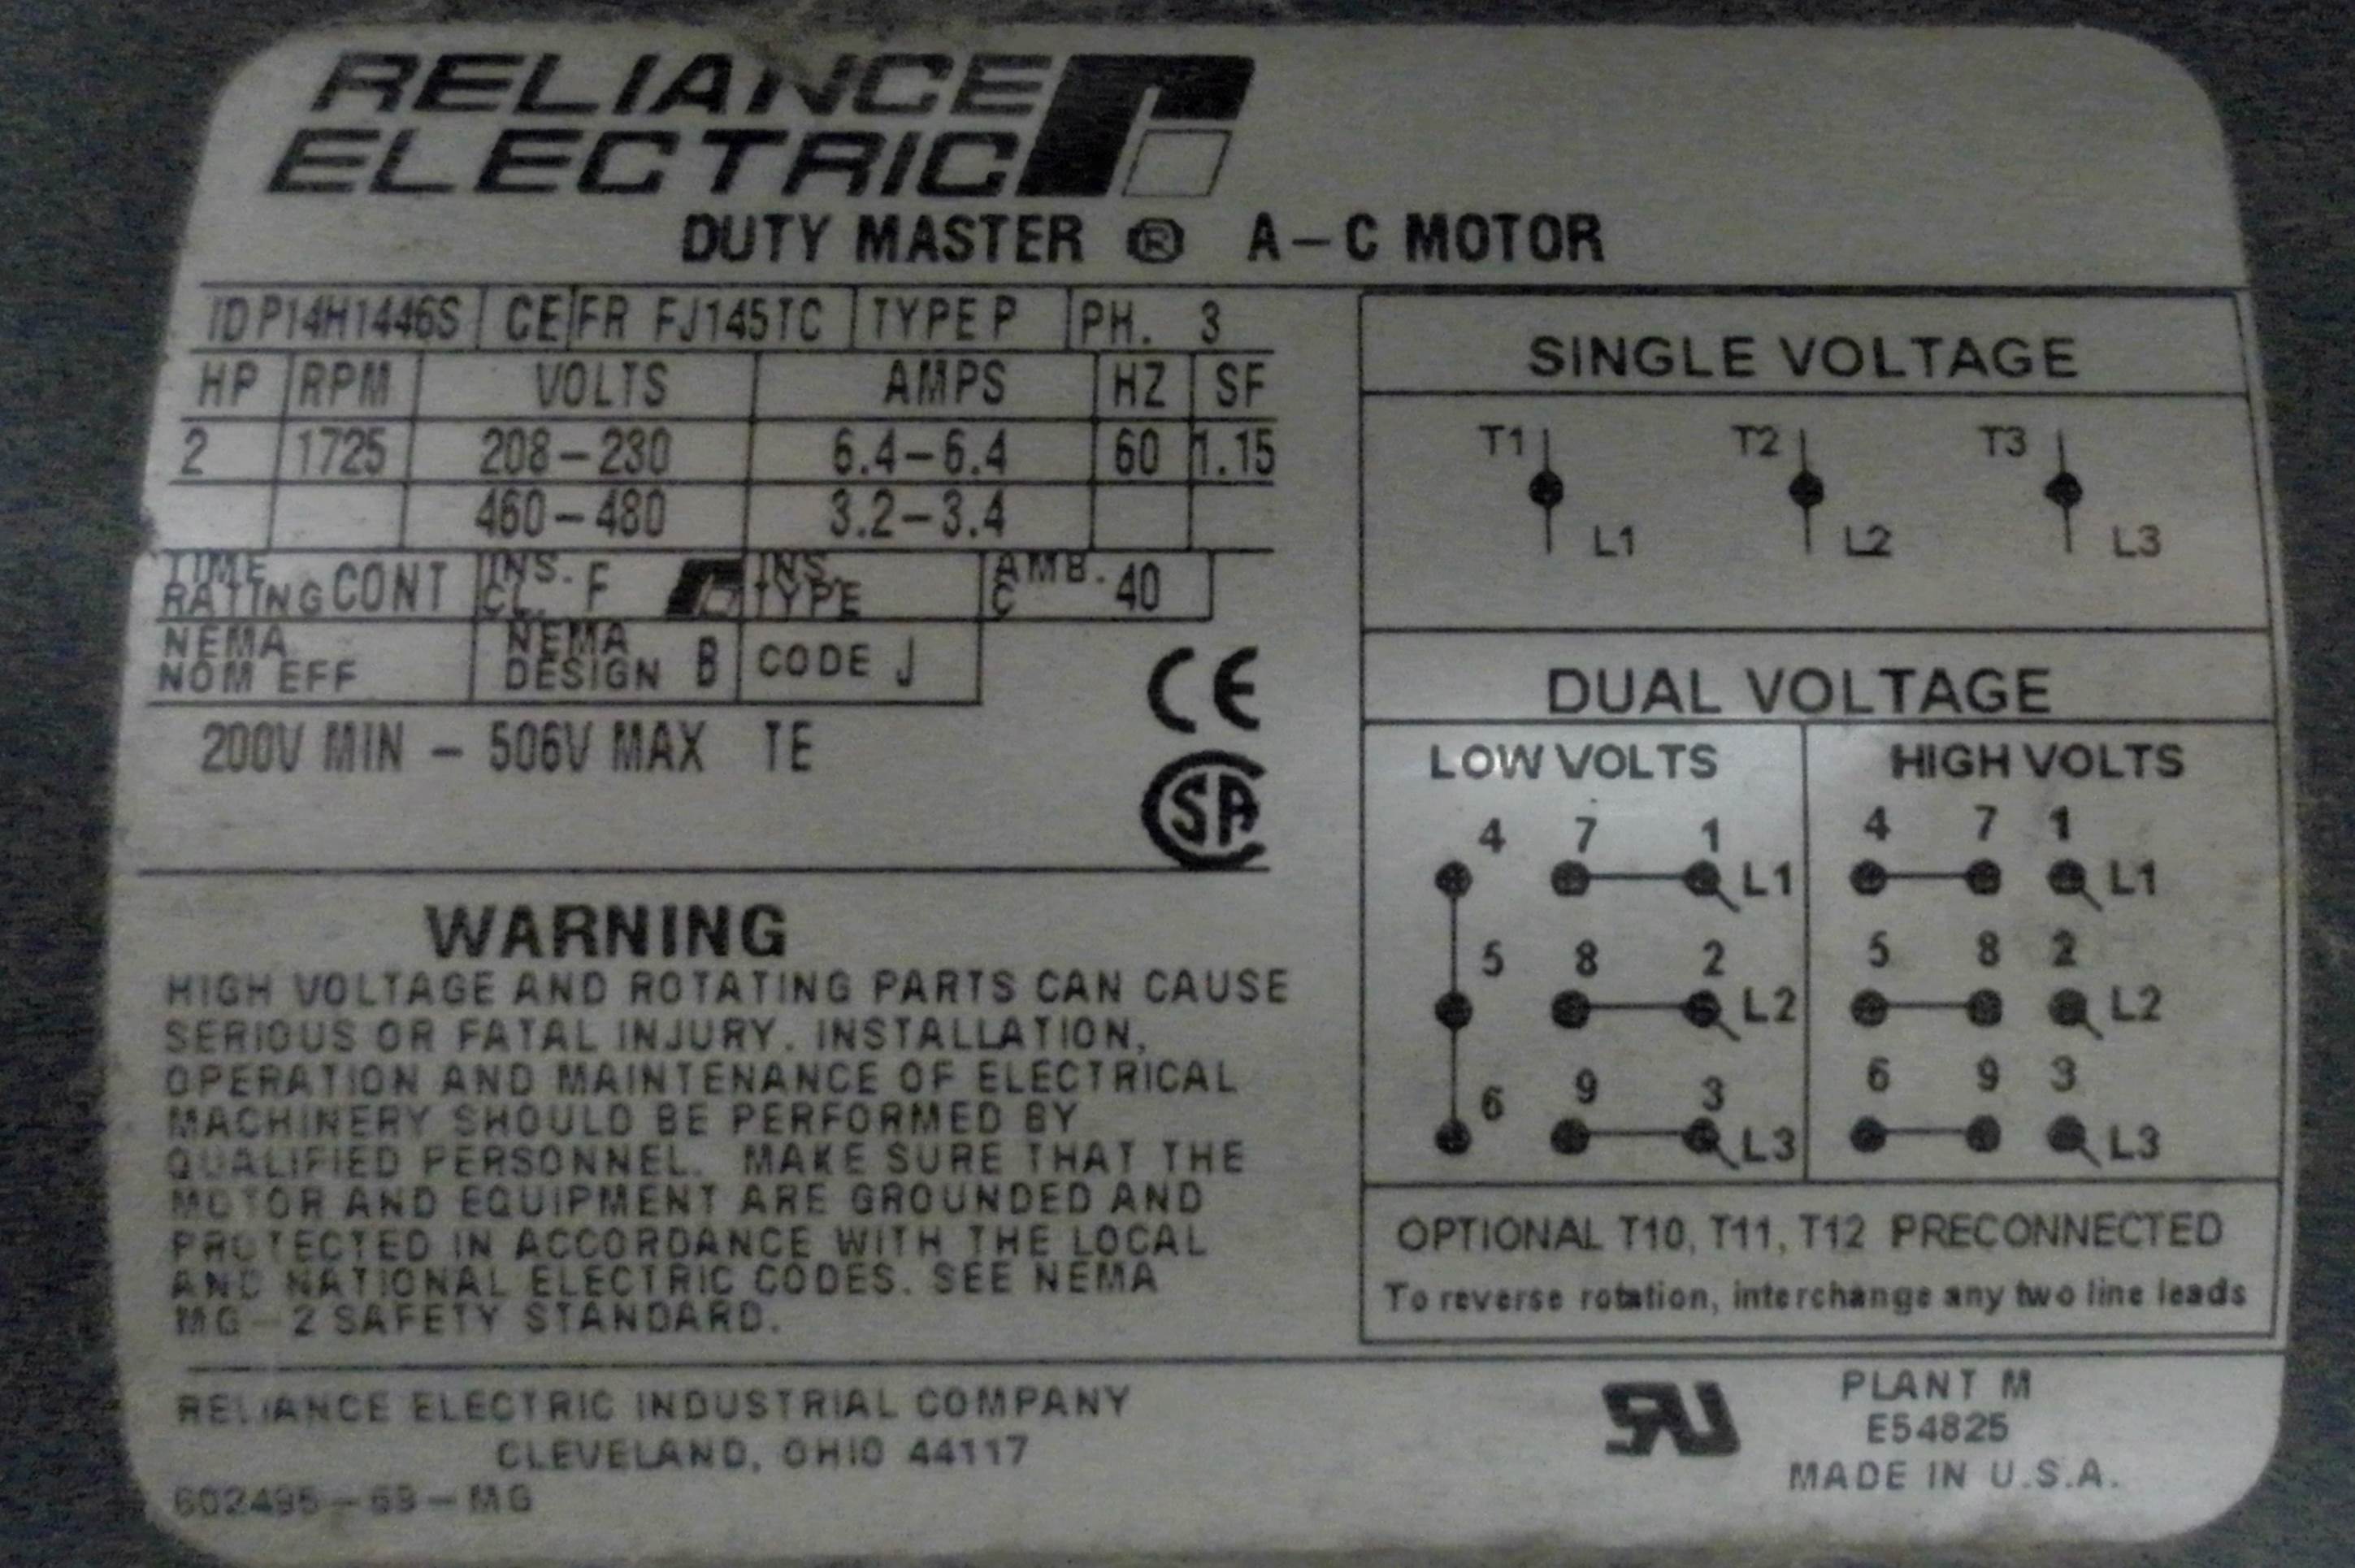 RELIANCE
ELECTRIC
DUTY MASTER ® A-C MOTOR
ID P14H1446S CE FR FJ145TC TYPE P PH. 3
HP RPM VOLTS AMPS HZ SF
2 1725 208-230 6.4-6.4 60 1.15
460-480 3.2-3.4
TIME RATING CONT INS. CL. F INS. TYPE AMB. C 40
NEMA NOM EFF NEMA DESIGN B CODE J
200V MIN - 506V MAX TE
CE
SA
WARNING
HIGH VOLTAGE AND ROTATING PARTS CAN CAUSE
SERIOUS OR FATAL INJURY. INSTALLATION,
OPERATION AND MAINTENANCE OF ELECTRICAL
MACHINERY SHOULD BE PERFORMED BY
QUALIFIED PERSONNEL. MAKE SURE THAT THE
MOTOR AND EQUIPMENT ARE GROUNDED AND
PROTECTED IN ACCORDANCE WITH THE LOCAL
AND NATIONAL ELECTRIC CODES. SEE NEMA
MG-2 SAFETY STANDARD.
SINGLE VOLTAGE
T1 T2 T3
L1 L2 L3
DUAL VOLTAGE
LOW VOLTS HIGH VOLTS
4 7 1 4 7 1
L1 L1
5 8 2 5 8 2
L2 L2
6 9 3 6 9 3
L3 L3
OPTIONAL T10, T11, T12 PRECONNECTED
To reverse rotation, interchange any two line leads
RELIANCE ELECTRIC INDUSTRIAL COMPANY
CLEVELAND, OHIO 44117
602495-69-MG
PLANT M
E54825
MADE IN U.S.A.